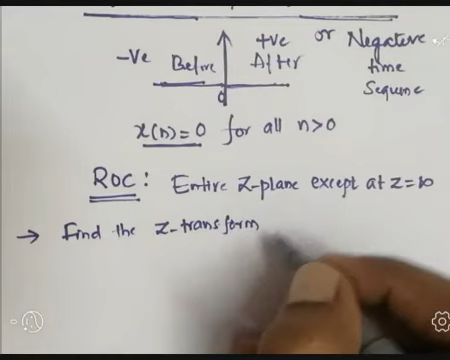 -Ve Before +Ve After or Negative time Sequence
0
x(n)=0 for all n>0
ROC: Entire Z-plane except at z=∞
→ Find the Z-transform